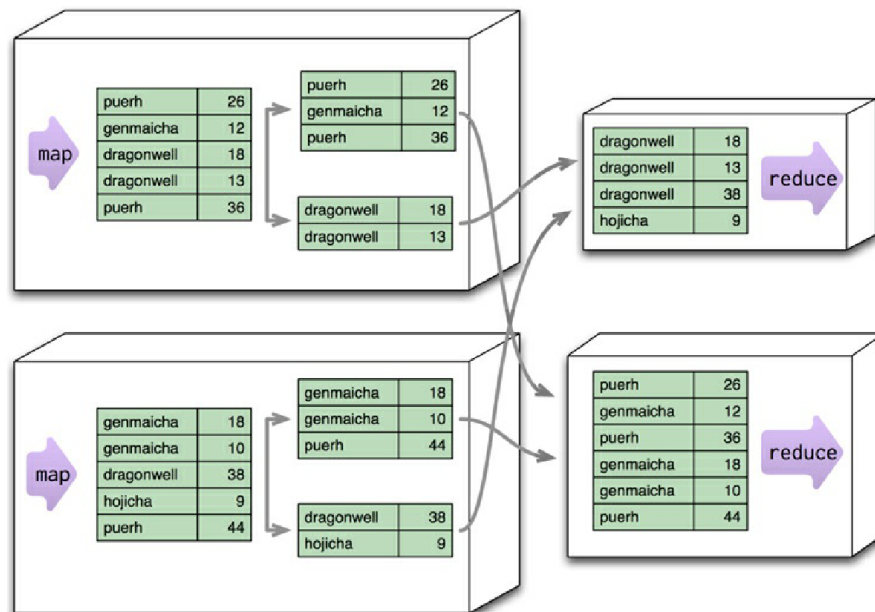 map
puerh 26
genmaicha 12
dragonwell 18
dragonwell 13
puerh 36
puerh 26
genmaicha 12
puerh 36
dragonwell 18
dragonwell 13
dragonwell 18
dragonwell 13
dragonwell 38
hojicha 9
reduce
map
genmaicha 18
genmaicha 10
dragonwell 38
hojicha 9
puerh 44
genmaicha 18
genmaicha 10
puerh 44
dragonwell 38
hojicha 9
puerh 26
genmaicha 12
puerh 36
genmaicha 18
genmaicha 10
puerh 44
reduce